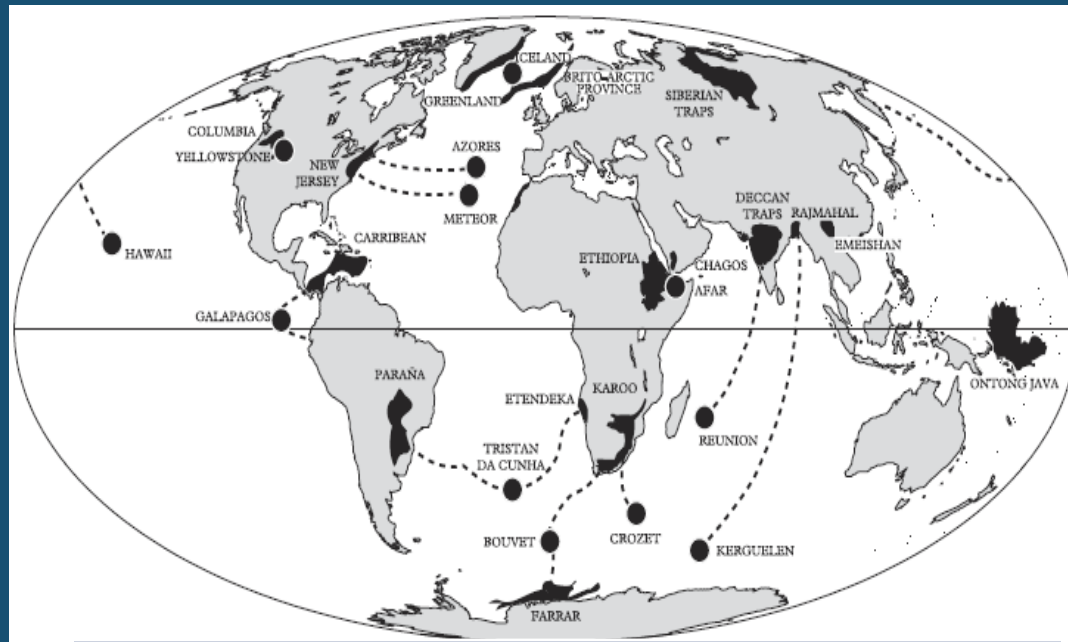 ICELAND
BRITO-ARCTIC
PROVINCE
GREENLAND
SIBERIAN
TRAPS
COLUMBIA
YELLOWSTONE
NEW
JERSEY
AZORES
METEOR
DECCAN
TRAPS
RAJMAHAL
EMEISHAN
HAWAII
CARRIBEAN
ETHIOPIA
CHAGOS
AFAR
GALAPAGOS
PARAÑA
ETENDEKA
KAROO
ONTONG JAVA
REUNION
TRISTAN
DA CUNHA
BOUVET
CROZET
KERGUELEN
FARRAR